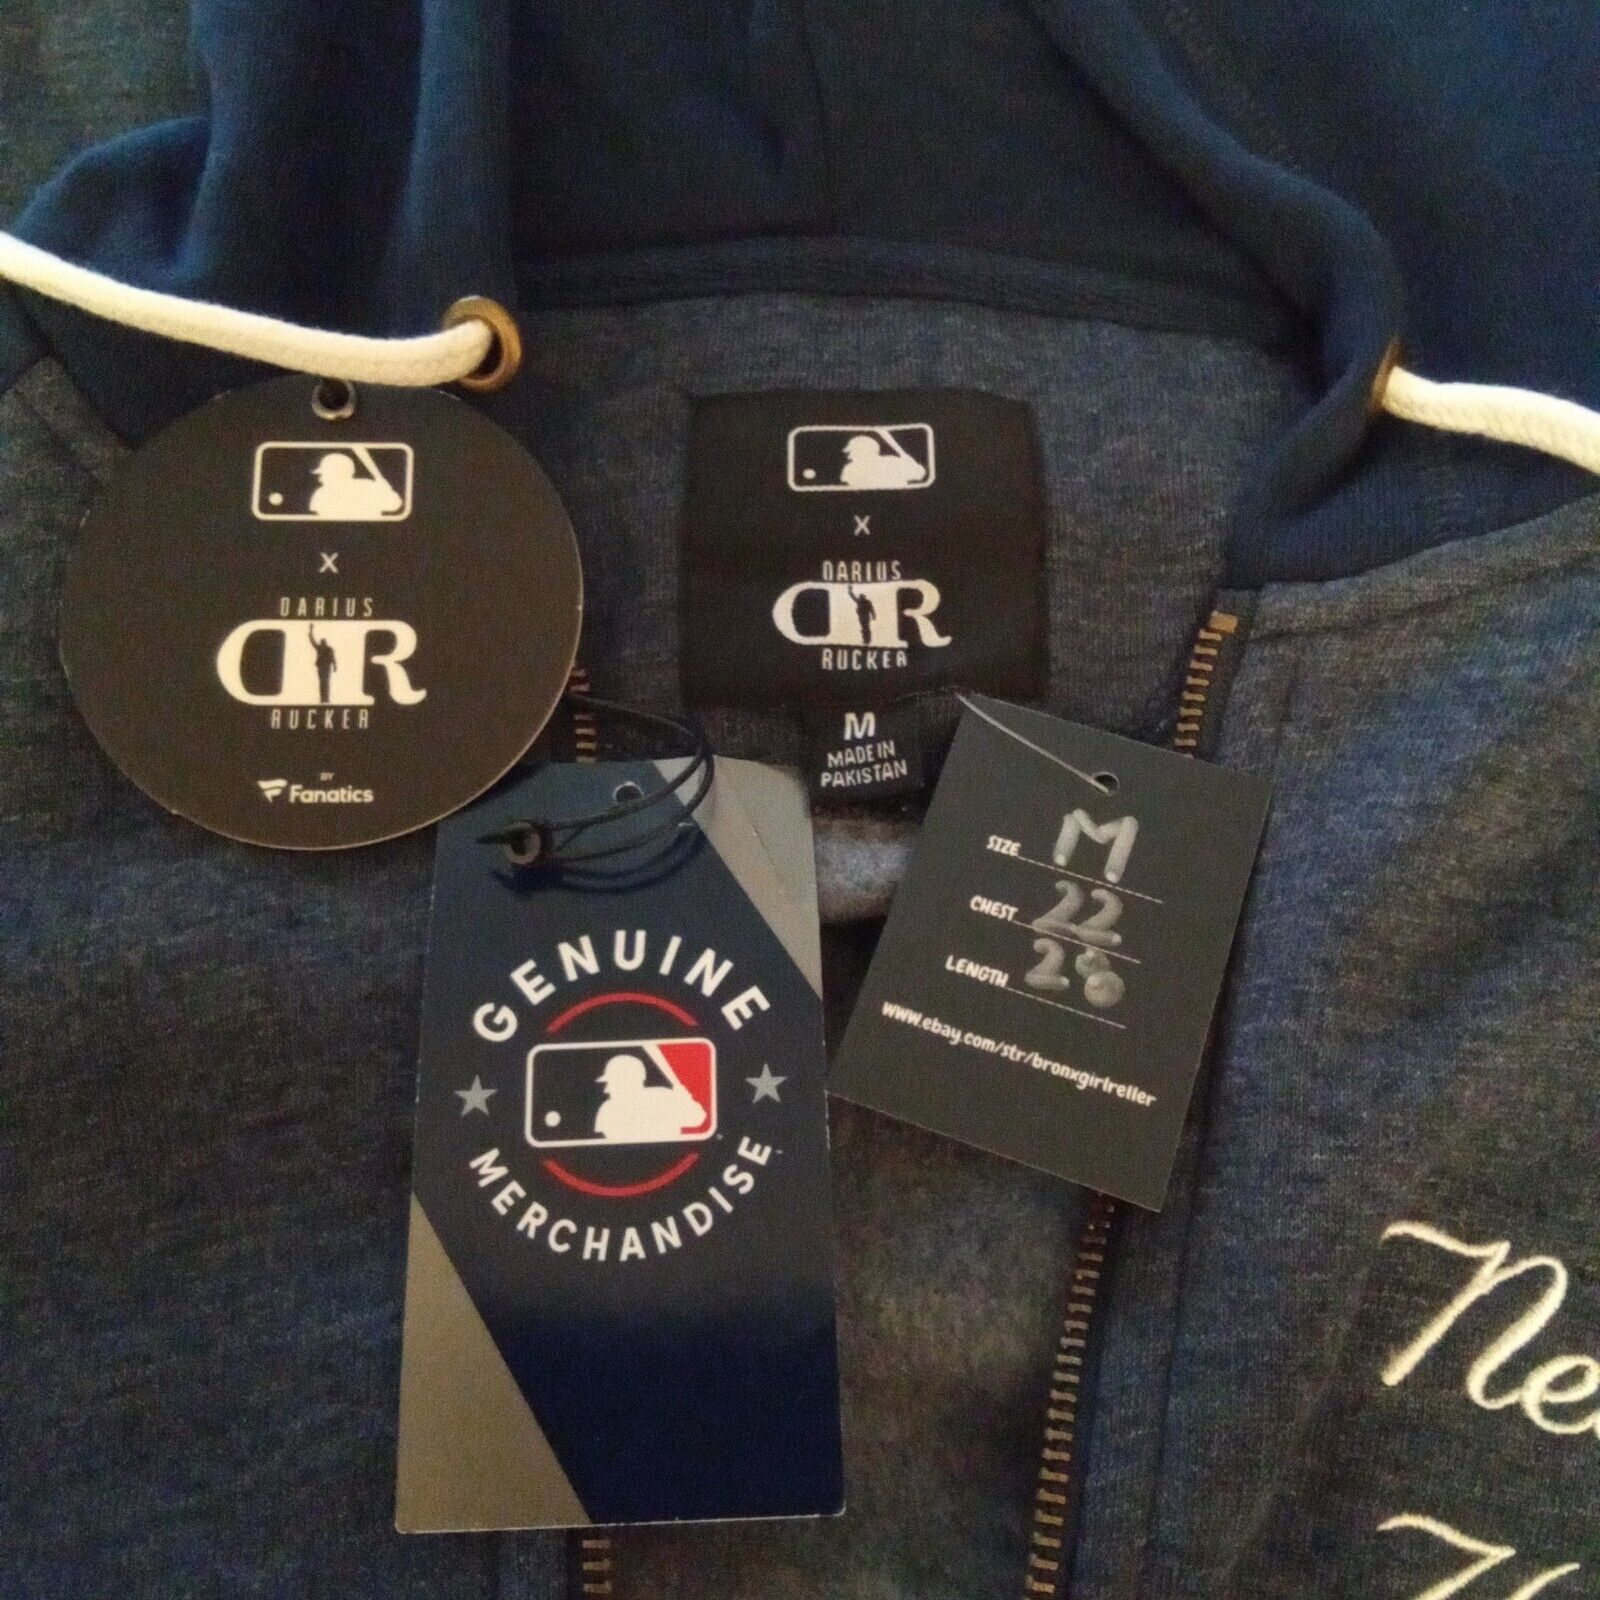 X
DARIUS
DR
RUCKER
BY
Fanatics
X
DARIUS
DR
RUCKER
M
MADE IN
PAKISTAN
SIZE M
CHEST 22
LENGTH 28
www.ebay.com/str/bronxgirlreller
GENUINE
MERCHANDISE